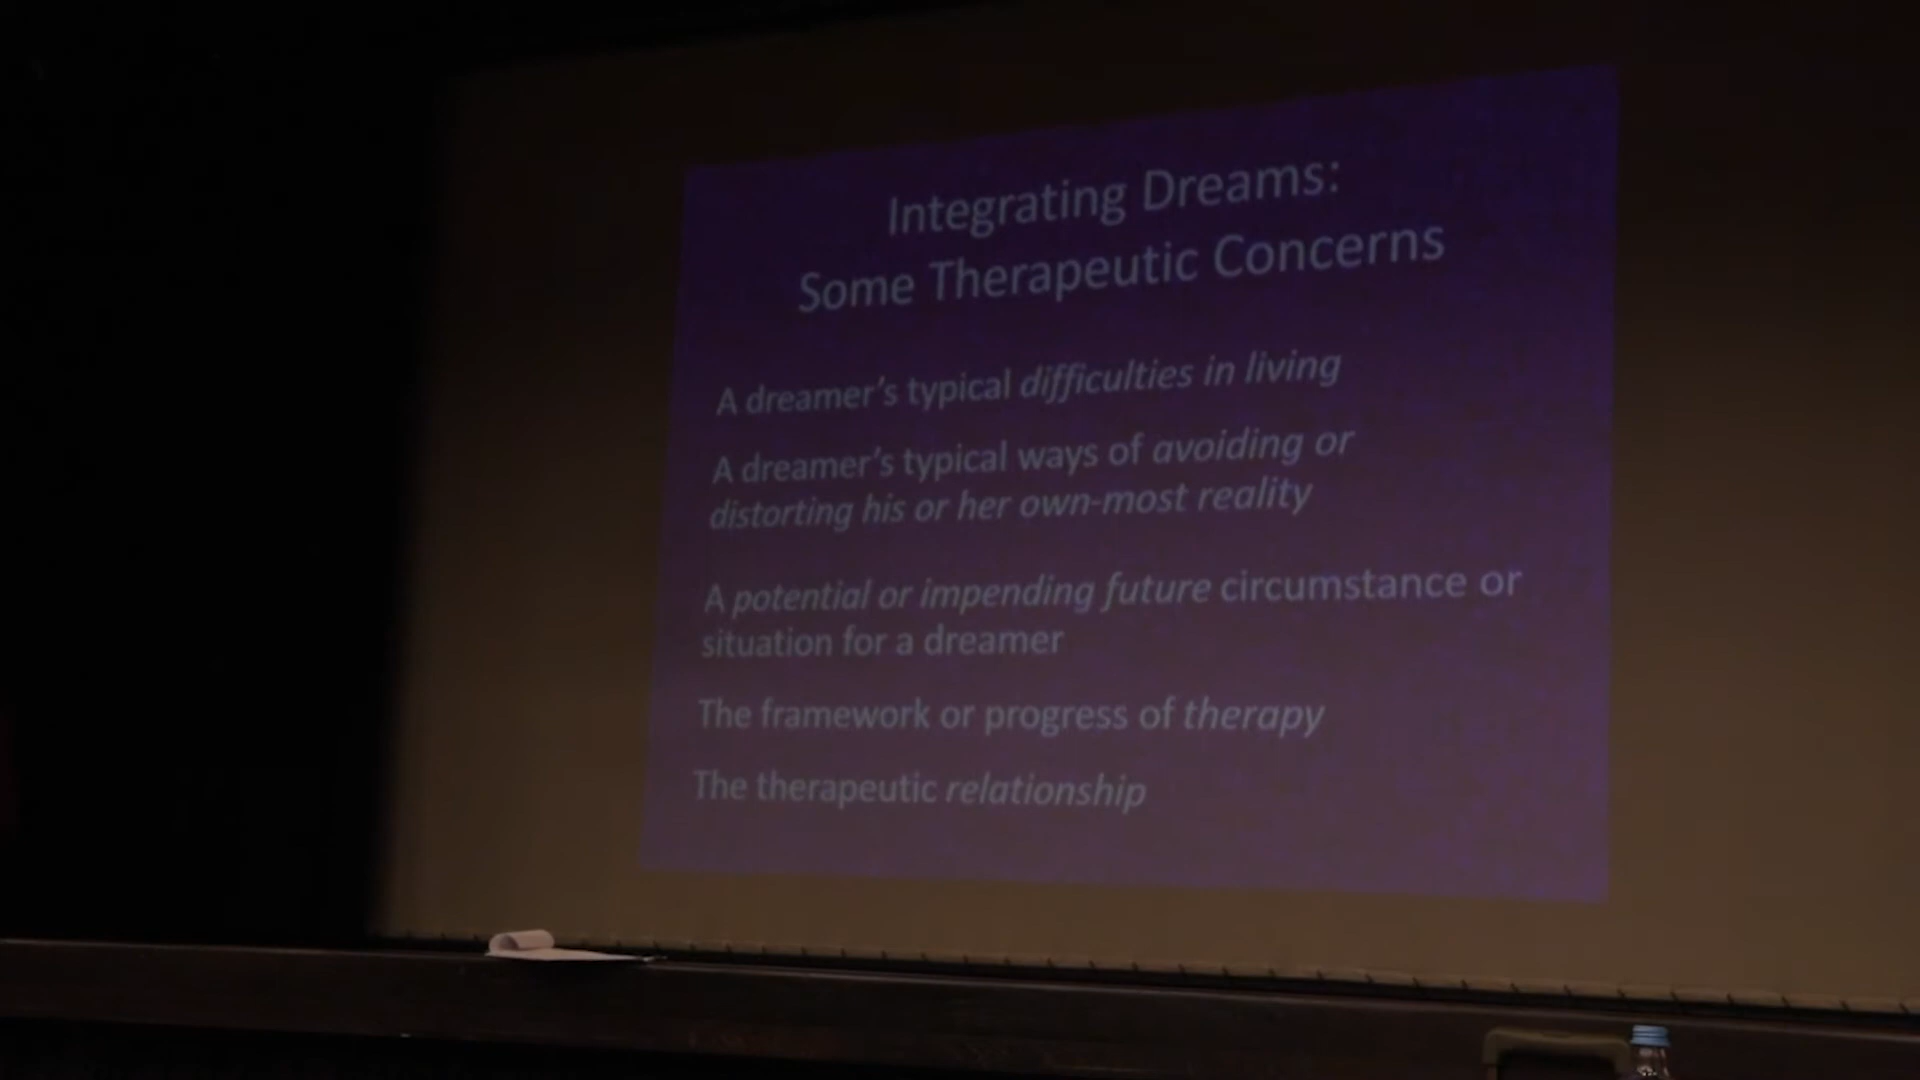 Integrating Dreams:
Some Therapeutic Concerns
A dreamer’s typical difficulties in living
A dreamer’s typical ways of avoiding or
distorting his or her own-most reality
A potential or impending future circumstance or
situation for a dreamer
The framework or progress of therapy
The therapeutic relationship